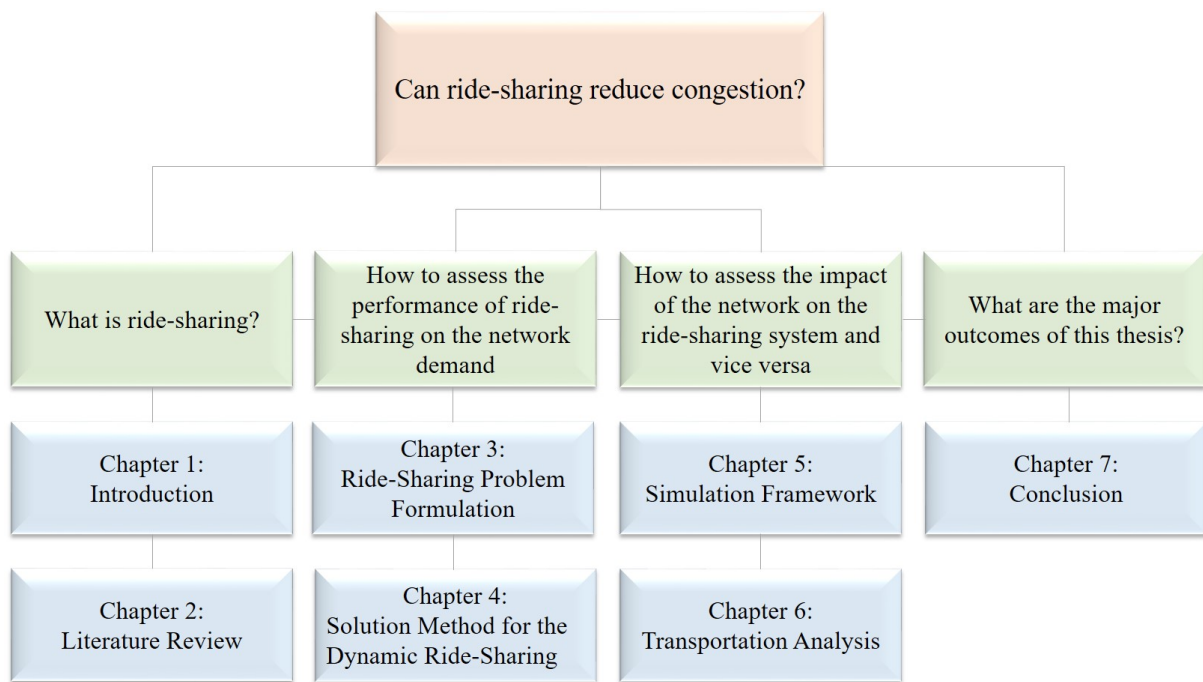 Can ride-sharing reduce congestion?
What is ride-sharing?
How to assess the
performance of ride-
sharing on the network
demand
How to assess the impact
of the network on the
ride-sharing system and
vice versa
What are the major
outcomes of this thesis?
Chapter 1:
Introduction
Chapter 3:
Ride-Sharing Problem
Formulation
Chapter 5:
Simulation Framework
Chapter 7:
Conclusion
Chapter 2:
Literature Review
Chapter 4:
Solution Method for the
Dynamic Ride-Sharing
Chapter 6:
Transportation Analysis